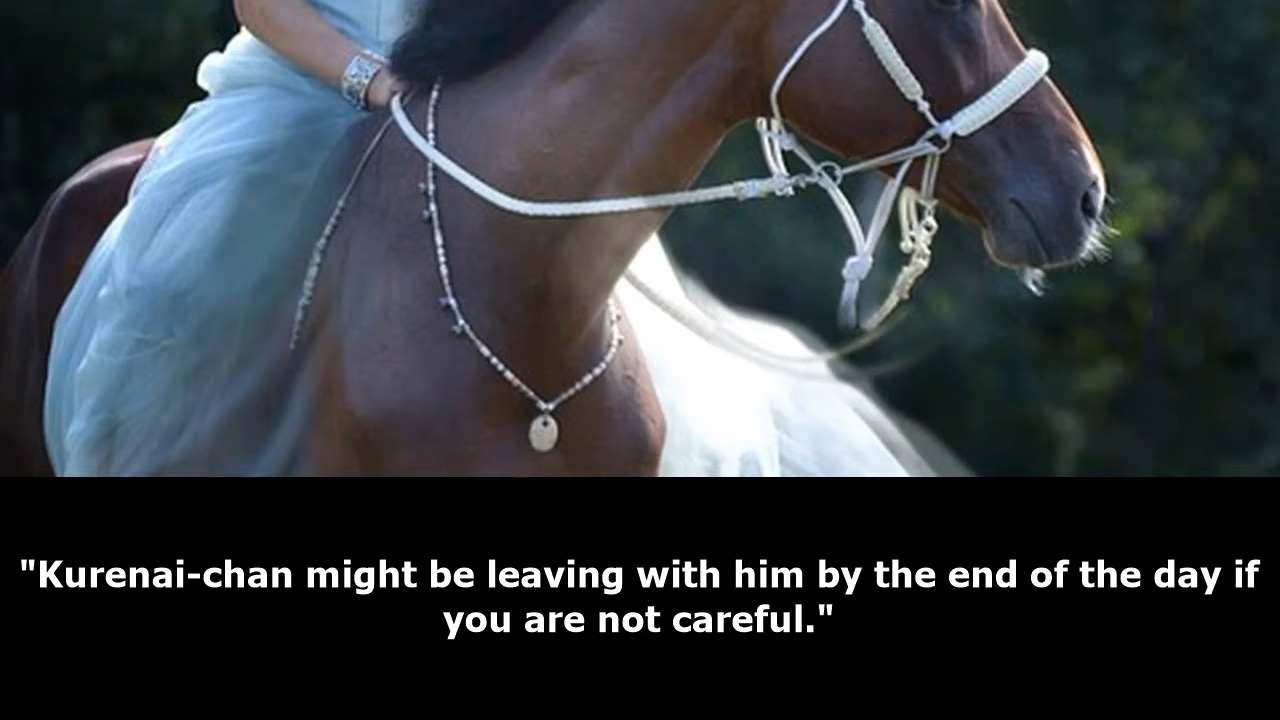 "Kurenai-chan might be leaving with him by the end of the day if
you are not careful."